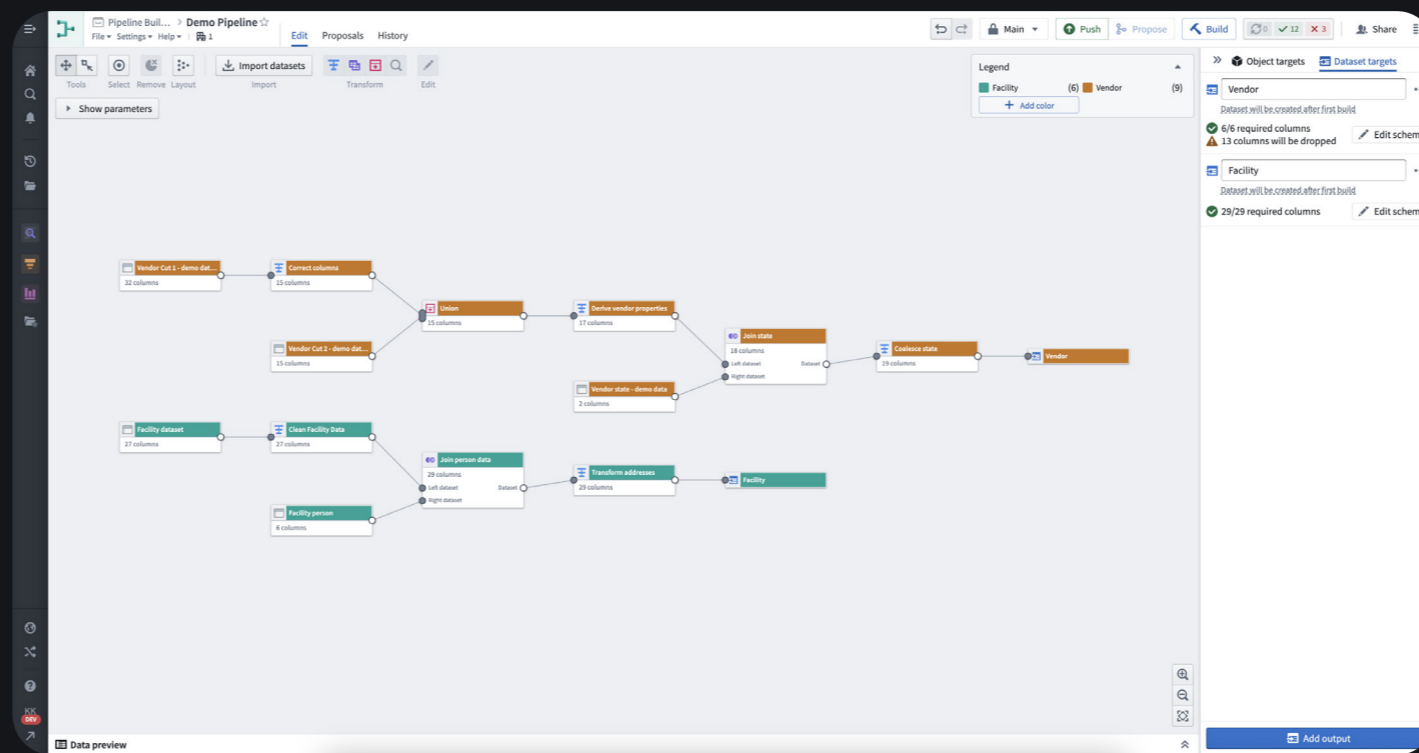 Pipeline Buil... > Demo Pipeline
File Settings Help 1
Edit Proposals History
Main
Push
Propose
Build
0 12 3
Share
Tools
Select Remove Layout
Import datasets
Import
Transform
Edit
Show parameters
Legend
Facility (6) Vendor (9)
Add color
Object targets Dataset targets
Vendor
Dataset will be created after first build
6/6 required columns
13 columns will be dropped
Edit schem
Facility
Dataset will be created after first build
29/29 required columns
Edit schem
Vendor Cut 1 - demo dat...
32 columns
Correct columns
15 columns
Vendor Cut 2 - demo dat...
15 columns
Union
15 columns
Derive vendor properties
17 columns
Vendor state - demo data
2 columns
Join state
18 columns
Left dataset Dataset
Right dataset
Coalesce state
19 columns
Vendor
Facility dataset
27 columns
Clean Facility Data
27 columns
Facility person
6 columns
Join person data
29 columns
Left dataset Dataset
Right dataset
Transform addresses
29 columns
Facility
KK
DEV
Data preview
Add output